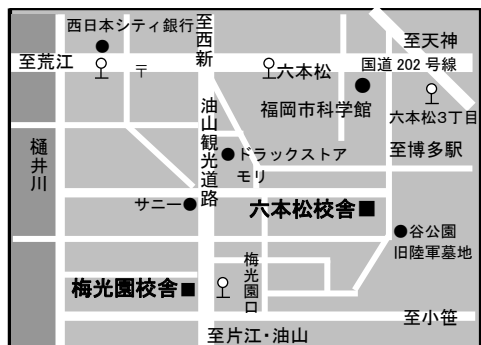 西日本シティ銀行
至西新
至天神
至荒江
〒
六本松
国道202号線
福岡市科学館
六本松3丁目
油山観光道路
樋井川
ドラックストア
モリ
至博多駅
サニー
六本松校舎
谷公園
旧陸軍墓地
梅光園口
梅光園校舎
至小笹
至片江・油山